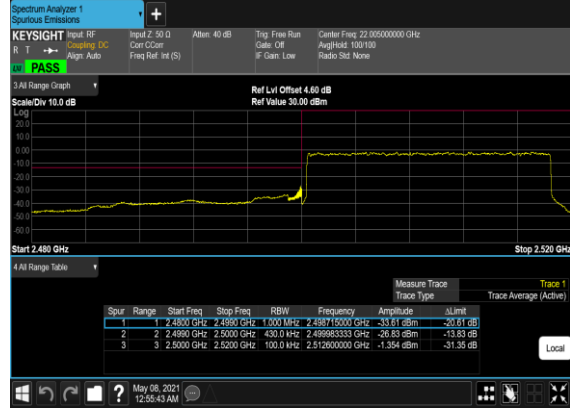 Spectrum Analyzer 1
Spurious Emissions
+
KEYSIGHT Input: RF Input Z: 50 Ω Atten: 40 dB Trig: Free Run Center Freq: 22.005000000 GHz
R T Coupling: DC Corr CCorr Gate: Off Avg|Hold: 100/100
Align: Auto Freq Ref: Int (S) IF Gain: Low Radio Std: None
LW PASS
3 All Range Graph
Ref Lvl Offset 4.60 dB
Scale/Div 10.0 dB Ref Value 30.00 dBm
Log
20.0
10.0
0.00
-10.0
-20.0
-30.0
-40.0
-50.0
-60.0
Start 2.480 GHz Stop 2.520 GHz
4 All Range Table
Measure Trace Trace 1
Trace Type Trace Average (Active)
Spur Range Start Freq Stop Freq RBW Frequency Amplitude ΔLimit
1 1 2.4800 GHz 2.4990 GHz 1.000 MHz 2.498715000 GHz -33.61 dBm -20.61 dB
2 2 2.4990 GHz 2.5000 GHz 430.0 kHz 2.499983333 GHz -26.83 dBm -13.83 dB
3 3 2.5000 GHz 2.5200 GHz 100.0 kHz 2.512600000 GHz -1.354 dBm -31.35 dB
Local
? May 08, 2021
12:55:43 AM